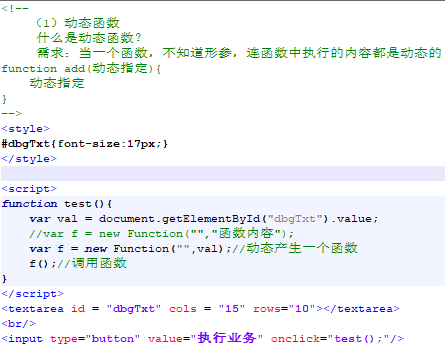 <!--
（1）动态函数
什么是动态函数？
需求：当一个函数，不知道形参，连函数中执行的内容都是动态的
function add(动态指定){
动态指定
}
-->
<style>
#dbgTxt{font-size:17px;}
</style>
<script>
function test(){
var val = document.getElementById("dbgTxt").value;
//var f = new Function("","函数内容");
var f = new Function("",val);//动态产生一个函数
f();//调用函数
}
</script>
<textarea id = "dbgTxt" cols = "15" rows="10"></textarea>
<br/>
<input type="button" value="执行业务" onclick="test();"/>